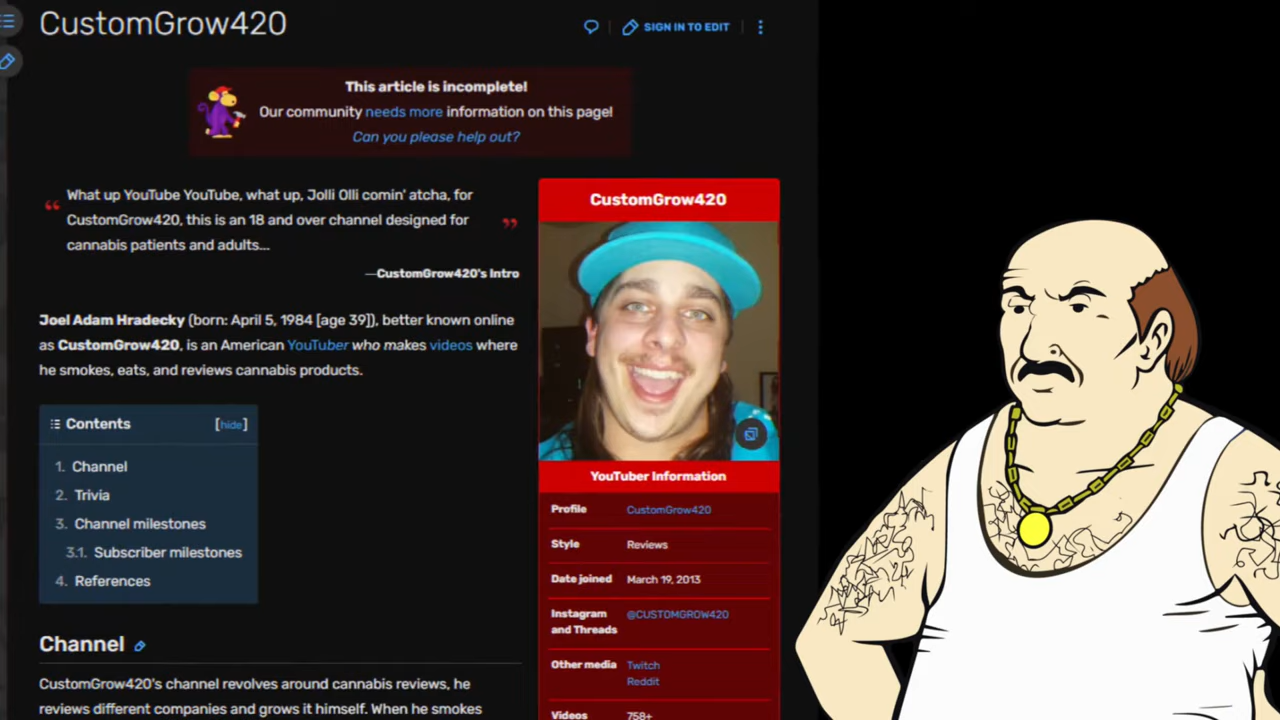 CustomGrow420
SIGN IN TO EDIT
This article is incomplete!
Our community needs more information on this page!
Can you please help out?
“ What up YouTube YouTube, what up, Jolli Olli comin' atcha, for
CustomGrow420, this is an 18 and over channel designed for ”
cannabis patients and adults...
—CustomGrow420's Intro
Joel Adam Hradecky (born: April 5, 1984 [age 39]), better known online
as CustomGrow420, is an American YouTuber who makes videos where
he smokes, eats, and reviews cannabis products.
Contents [hide]
1. Channel
2. Trivia
3. Channel milestones
3.1. Subscriber milestones
4. References
Channel
CustomGrow420's channel revolves around cannabis reviews, he
reviews different companies and grows it himself. When he smokes
CustomGrow420
YouTuber Information
Profile CustomGrow420
Style Reviews
Date joined March 19, 2013
Instagram @CUSTOMGROW420
and Threads
Other media Twitch
Reddit
Videos 758+